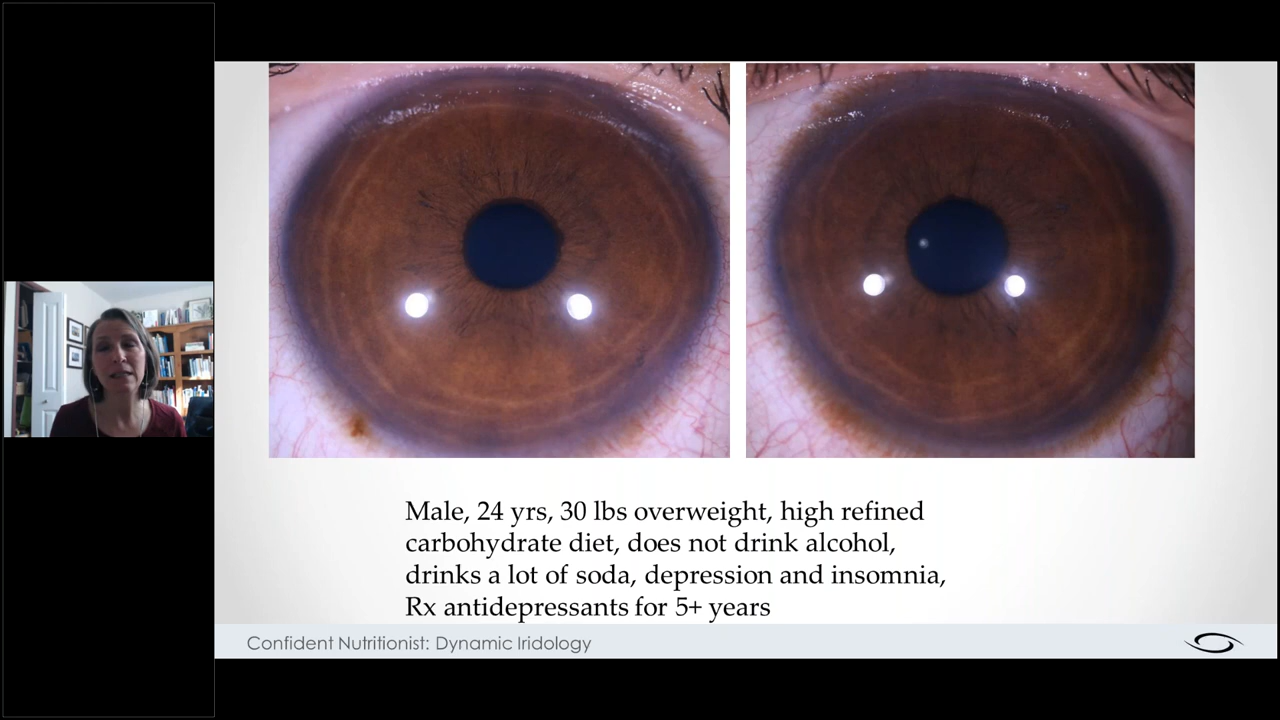 Male, 24 yrs, 30 lbs overweight, high refined
carbohydrate diet, does not drink alcohol,
drinks a lot of soda, depression and insomnia,
Rx antidepressants for 5+ years
Confident Nutritionist: Dynamic Iridology